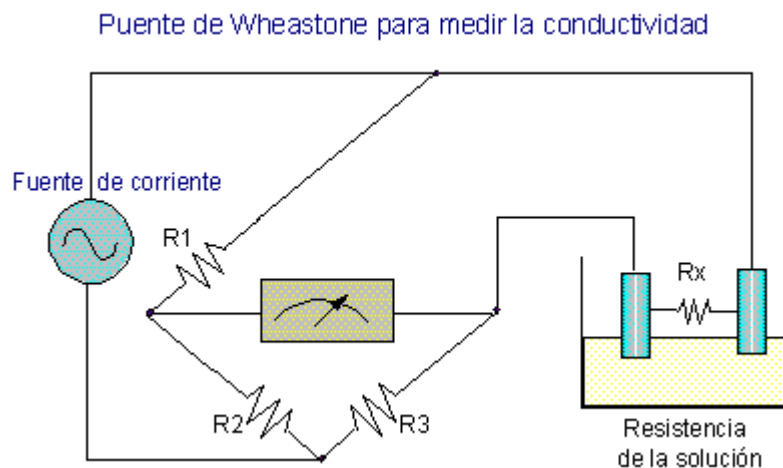 Puente de Wheastone para medir la conductividad
Fuente de corriente
R1
Rx
R2
R3
Resistencia
de la solución